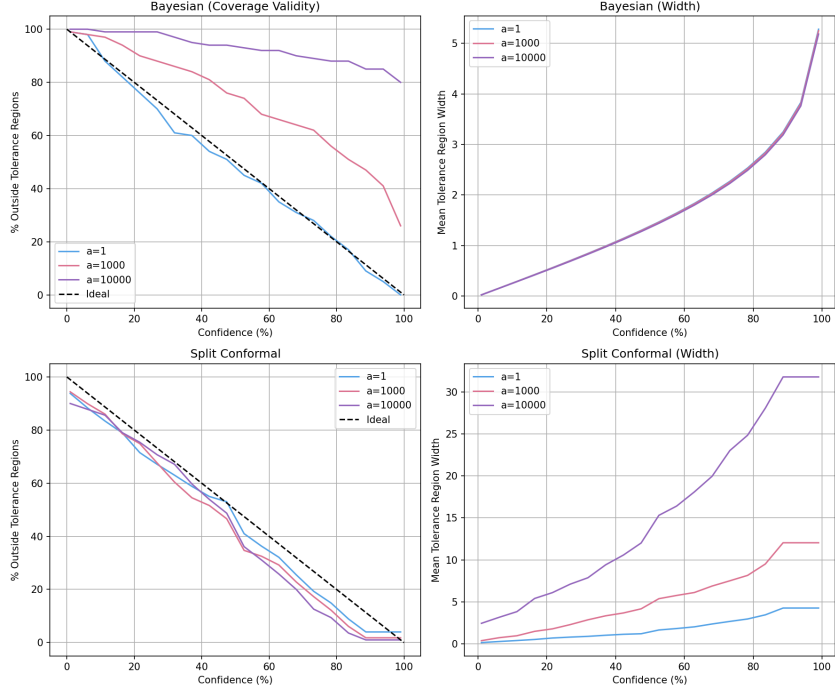 Bayesian (Coverage Validity)
% Outside Tolerance Regions
100
80
60
40
20
0
a=1
a=1000
a=10000
Ideal
0 20 40 60 80 100
Confidence (%)
Bayesian (Width)
Mean Tolerance Region Width
5
4
3
2
1
0
a=1
a=1000
a=10000
0 20 40 60 80 100
Confidence (%)
Split Conformal
% Outside Tolerance Regions
100
80
60
40
20
0
a=1
a=1000
a=10000
Ideal
0 20 40 60 80 100
Confidence (%)
Split Conformal (Width)
Mean Tolerance Region Width
30
25
20
15
10
5
0
a=1
a=1000
a=10000
0 20 40 60 80 100
Confidence (%)